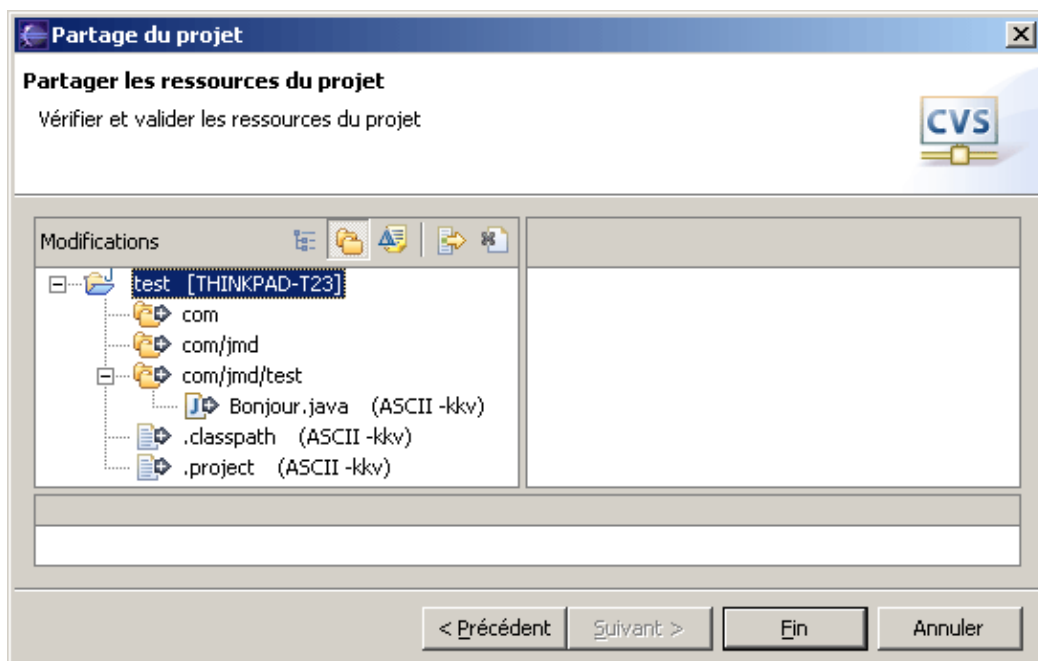 Partage du projet
Partager les ressources du projet
Vérifier et valider les ressources du projet
CVS
Modifications
test [THINKPAD-T23]
com
com/jmd
com/jmd/test
Bonjour.java (ASCII -kkv)
.classpath (ASCII -kkv)
.project (ASCII -kkv)
< Précédent Suivant > Fin Annuler